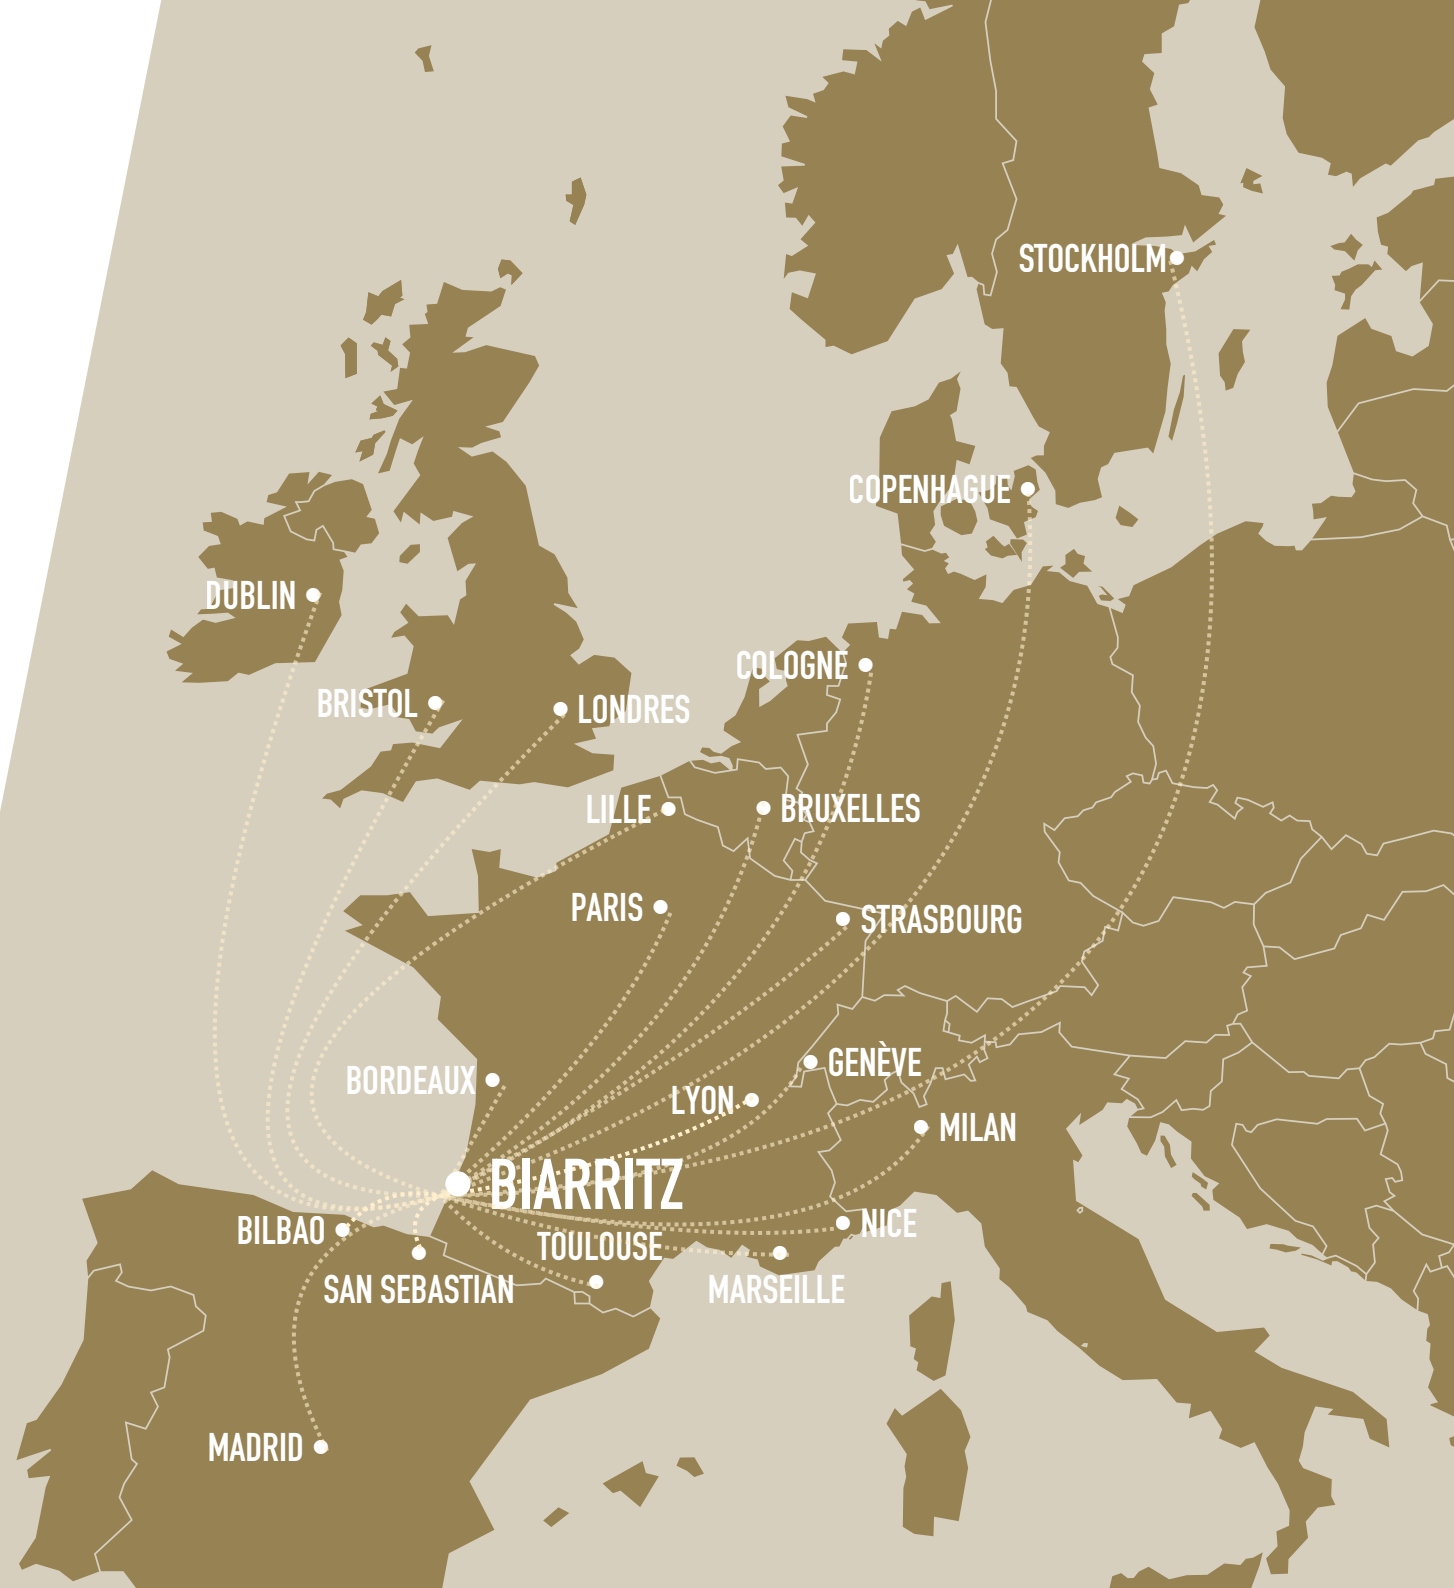 STOCKHOLM
COPENHAGUE
DUBLIN
COLOGNE
BRISTOL
LONDRES
LILLE
BRUXELLES
PARIS
STRASBOURG
GENÈVE
BORDEAUX
LYON
MILAN
BIARRITZ
NICE
BILBAO
TOULOUSE
SAN SEBASTIAN
MARSEILLE
MADRID